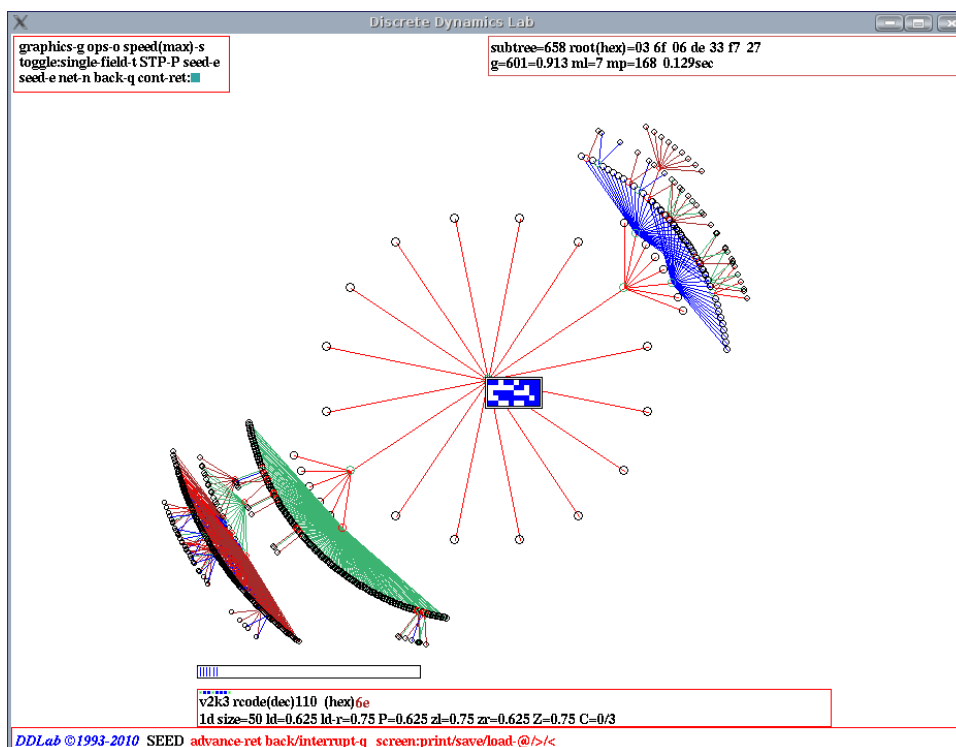 Discrete Dynamics Lab
graphics-g ops-o speed(max)-s
toggle:single-field-t STP-P seed-e
seed-e net-n back-q cont-ret:
subtree=658 root(hex)=03 6f 06 de 33 f7 27
g=601=0.913 ml=7 mp=168 0.129sec
v2k3 rcode(dec)110 (hex)6e
1d size=50 ld=0.625 ld-r=0.75 P=0.625 zl=0.75 zr=0.625 Z=0.75 C=0/3
DDLab ©1993-2010 SEED advance-ret back/interrupt-q screen:print/save/load-@/>/<